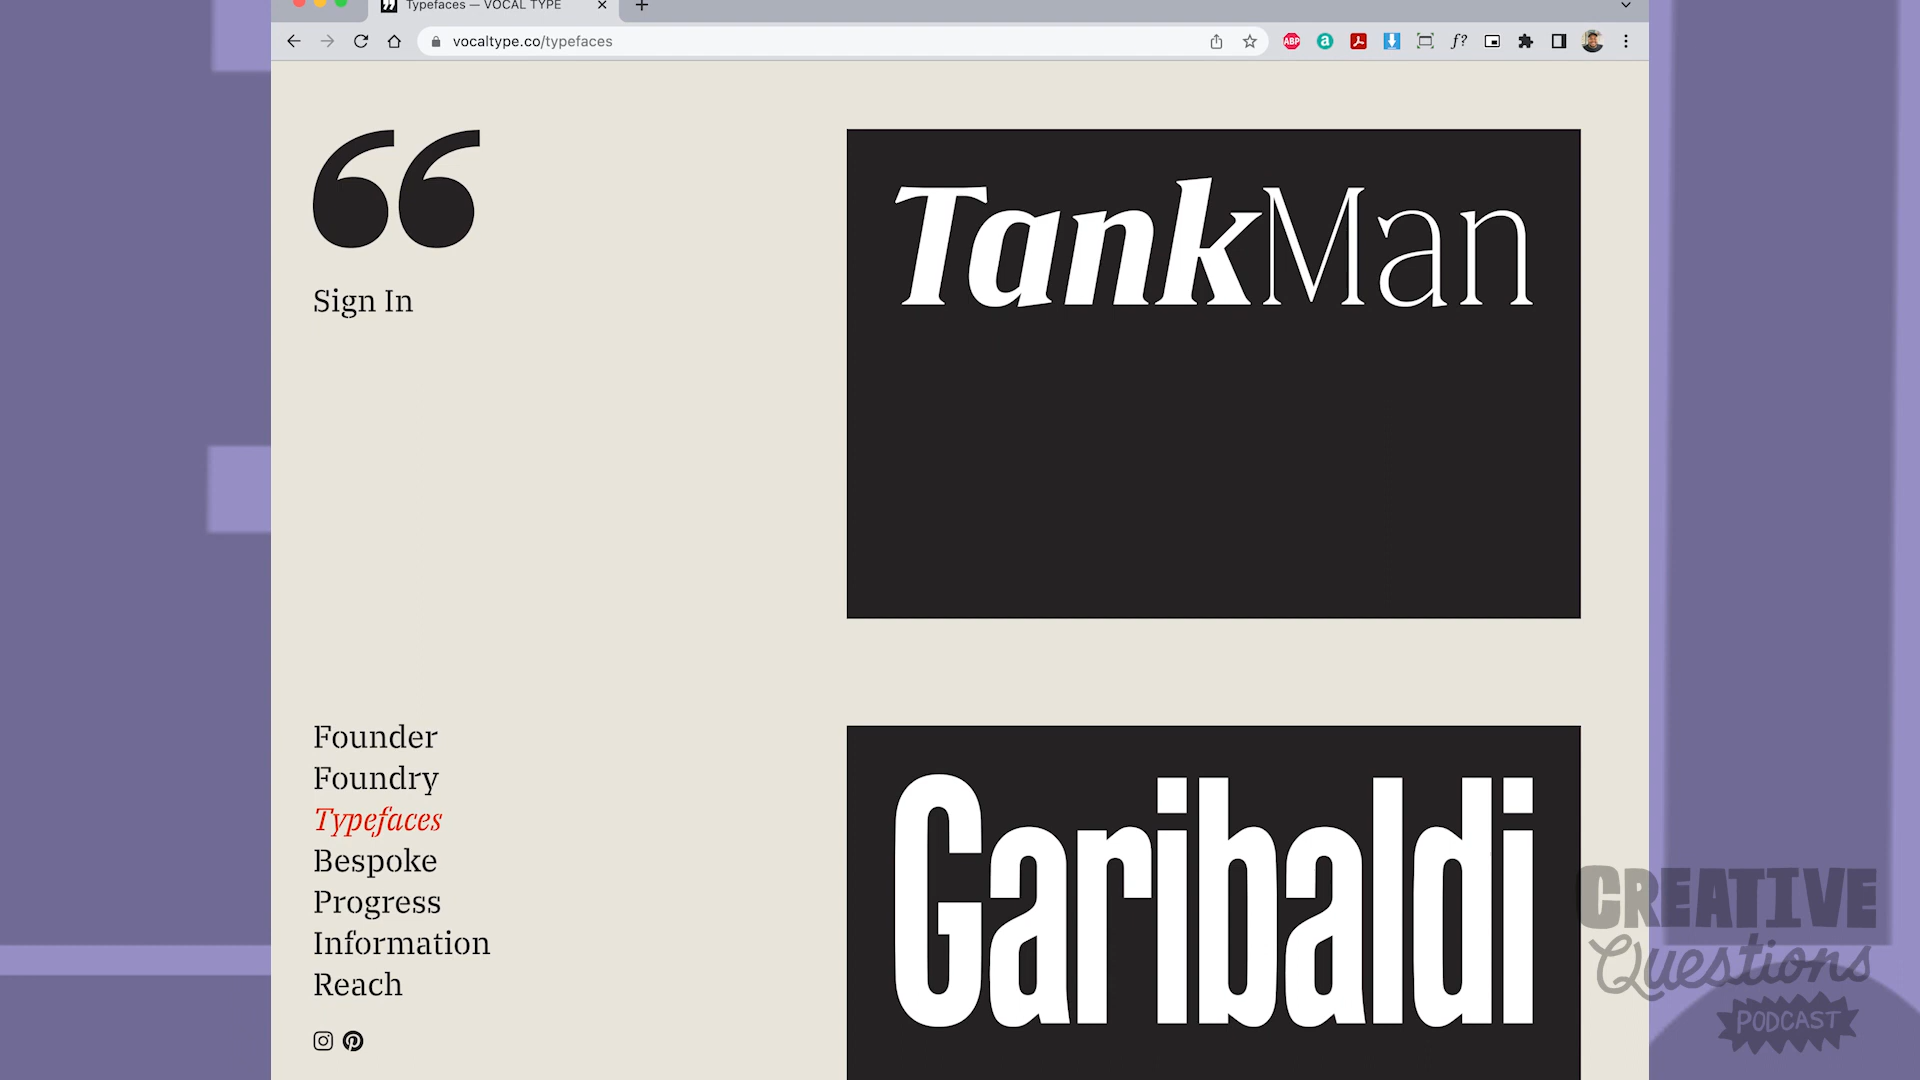 Typefaces — VOCAL TYPE
vocaltype.co/typefaces
ABP
a
f?
Sign In
TankMan
Founder
Foundry
Typefaces
Bespoke
Progress
Information
Reach
Garibaldi
CREATIVE
Questions
PODCAST